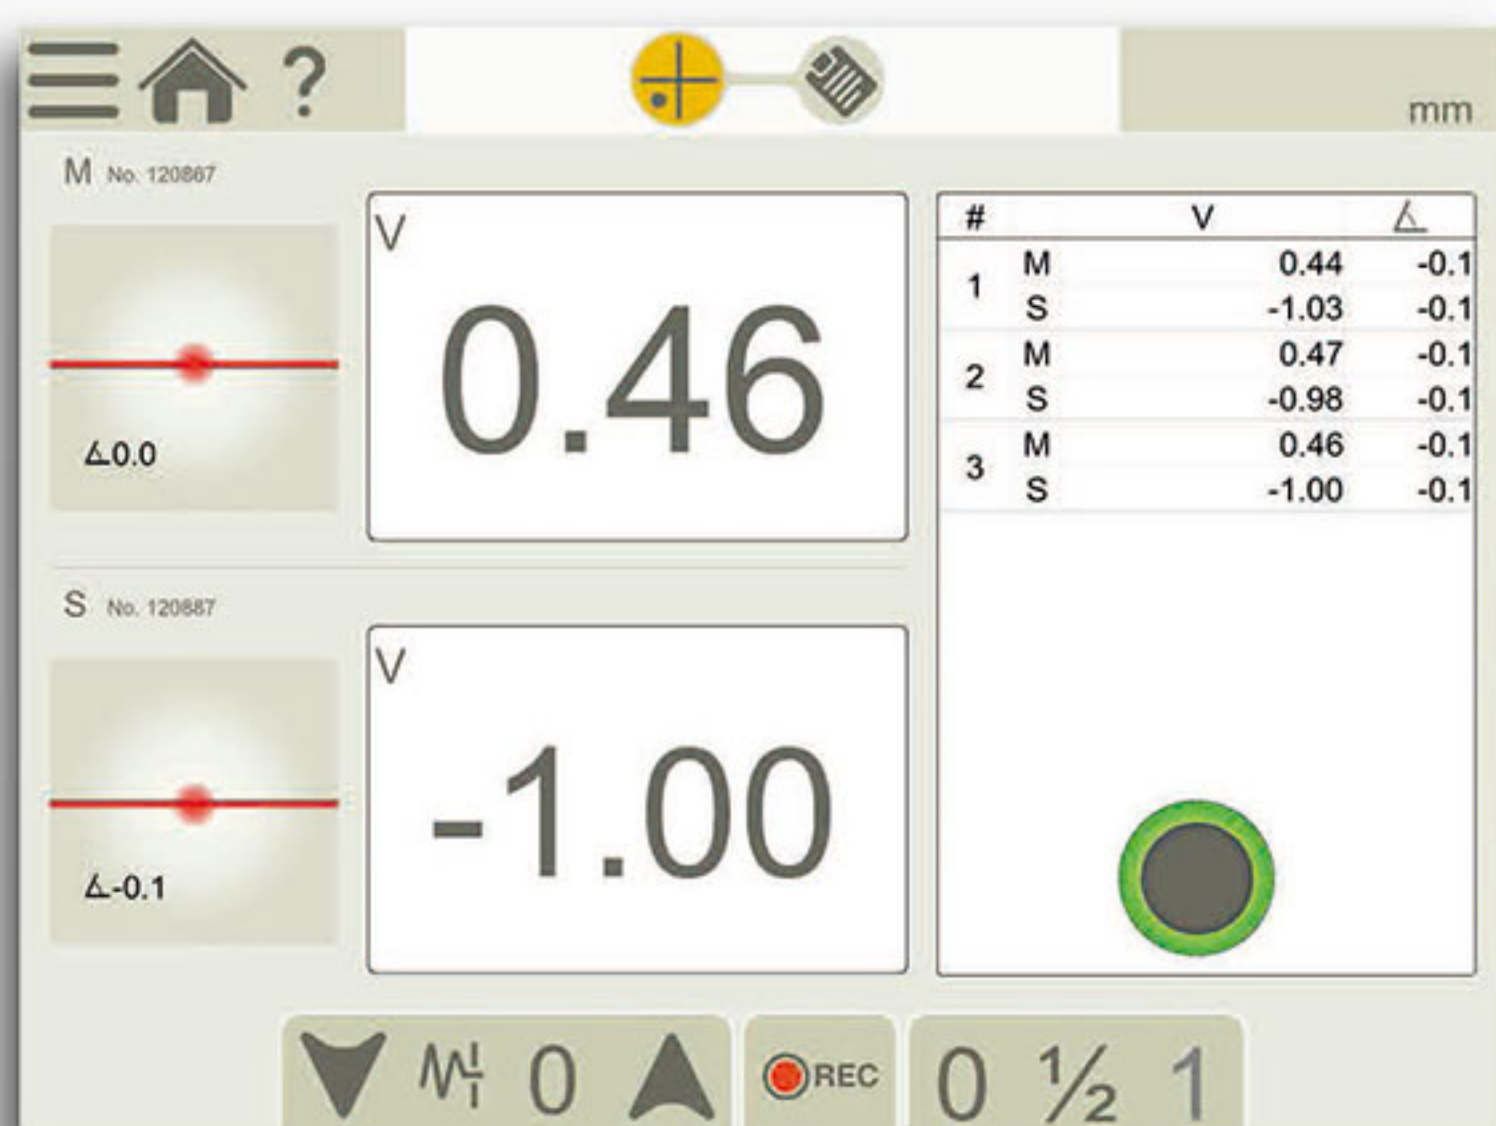 ?
mm
M No. 120867
V
0.46
∡0.0
S No. 120887
V
-1.00
∡-0.1
# V ∡
1 M 0.44 -0.1
S -1.03 -0.1
2 M 0.47 -0.1
S -0.98 -0.1
3 M 0.46 -0.1
S -1.00 -0.1
0 REC 0 ½ 1